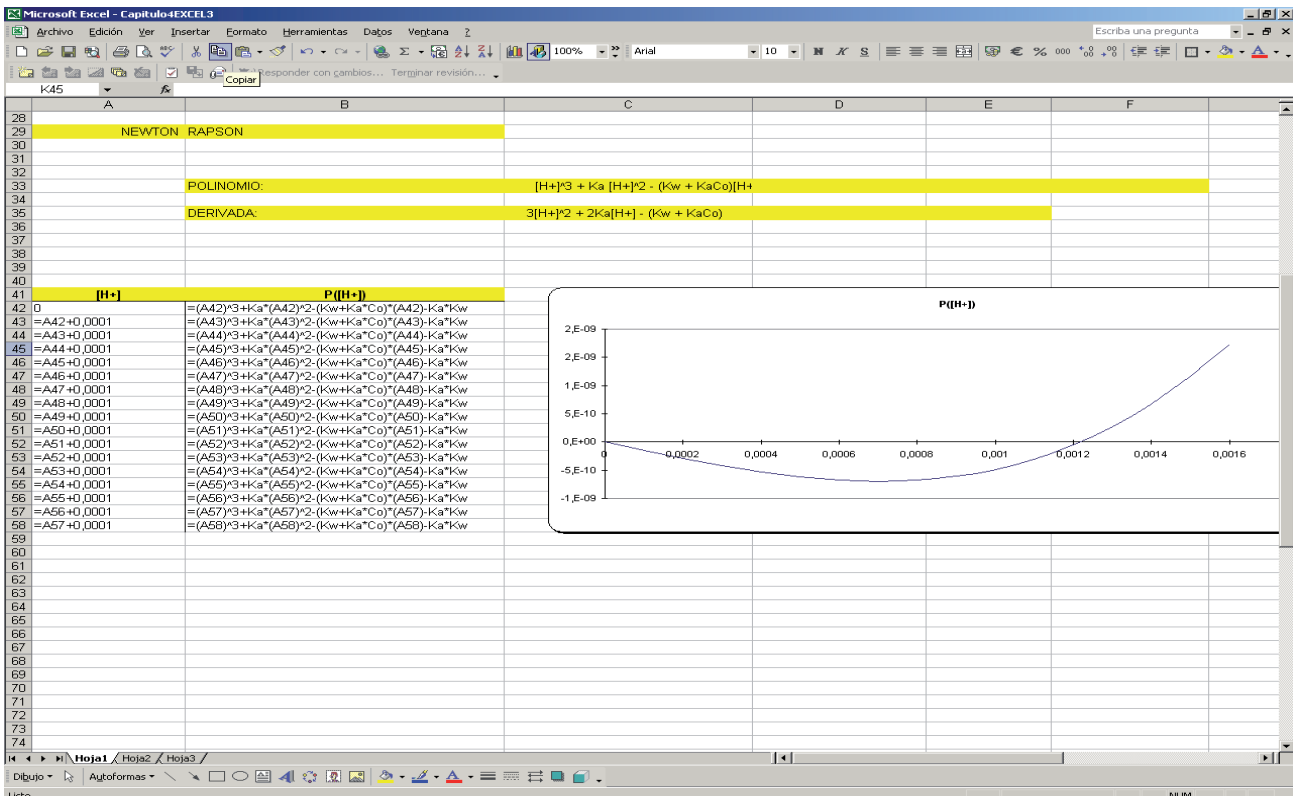 Microsoft Excel - Capitulo4EXCEL3
Archivo Edición Ver Insertar Formato Herramientas Datos Ventana ? Escriba una pregunta
100% Arial 10 N K S € % 000
Responder con cambios... Terminar revisión...
Copiar
K45 fx
A B C D E F
28
29 NEWTON RAPSON
30
31
32
33 POLINOMIO: [H+]^3 + Ka [H+]^2 - (Kw + KaCo)[H+
34
35 DERIVADA: 3[H+]^2 + 2Ka[H+] - (Kw + KaCo)
36
37
38
39
40
41 [H+] P([H+])
42 0 =(A42)^3+Ka*(A42)^2-(Kw+Ka*Co)*(A42)-Ka*Kw
43 =A42+0,0001 =(A43)^3+Ka*(A43)^2-(Kw+Ka*Co)*(A43)-Ka*Kw
44 =A43+0,0001 =(A44)^3+Ka*(A44)^2-(Kw+Ka*Co)*(A44)-Ka*Kw
45 =A44+0,0001 =(A45)^3+Ka*(A45)^2-(Kw+Ka*Co)*(A45)-Ka*Kw
46 =A45+0,0001 =(A46)^3+Ka*(A46)^2-(Kw+Ka*Co)*(A46)-Ka*Kw
47 =A46+0,0001 =(A47)^3+Ka*(A47)^2-(Kw+Ka*Co)*(A47)-Ka*Kw
48 =A47+0,0001 =(A48)^3+Ka*(A48)^2-(Kw+Ka*Co)*(A48)-Ka*Kw
49 =A48+0,0001 =(A49)^3+Ka*(A49)^2-(Kw+Ka*Co)*(A49)-Ka*Kw
50 =A49+0,0001 =(A50)^3+Ka*(A50)^2-(Kw+Ka*Co)*(A50)-Ka*Kw
51 =A50+0,0001 =(A51)^3+Ka*(A51)^2-(Kw+Ka*Co)*(A51)-Ka*Kw
52 =A51+0,0001 =(A52)^3+Ka*(A52)^2-(Kw+Ka*Co)*(A52)-Ka*Kw
53 =A52+0,0001 =(A53)^3+Ka*(A53)^2-(Kw+Ka*Co)*(A53)-Ka*Kw
54 =A53+0,0001 =(A54)^3+Ka*(A54)^2-(Kw+Ka*Co)*(A54)-Ka*Kw
55 =A54+0,0001 =(A55)^3+Ka*(A55)^2-(Kw+Ka*Co)*(A55)-Ka*Kw
56 =A55+0,0001 =(A56)^3+Ka*(A56)^2-(Kw+Ka*Co)*(A56)-Ka*Kw
57 =A56+0,0001 =(A57)^3+Ka*(A57)^2-(Kw+Ka*Co)*(A57)-Ka*Kw
58 =A57+0,0001 =(A58)^3+Ka*(A58)^2-(Kw+Ka*Co)*(A58)-Ka*Kw
59
60
61
62
63
64
65
66
67
68
69
70
71
72
73
74
P([H+])
2,E-09
2,E-09
1,E-09
5,E-10
0,E+00
-5,E-10
-1,E-09
0 0,0002 0,0004 0,0006 0,0008 0,001 0,0012 0,0014 0,0016
Hoja1 Hoja2 Hoja3
Dibujo Autoformas
Listo NUM